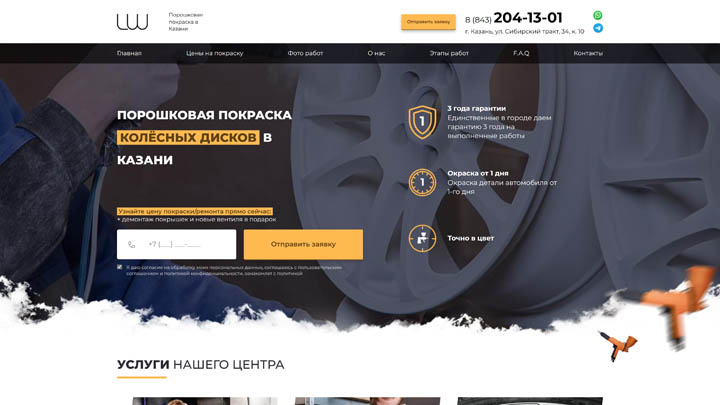 Порошковая
покраска в
Казани
Отправить заявку
8 (843) 204-13-01
г. Казань, ул. Сибирский тракт, 34, к. 10
Главная Цены на покраску Фото работ О нас Этапы работ F.A.Q Контакты
ПОРОШКОВАЯ ПОКРАСКА
КОЛЁСНЫХ ДИСКОВ В
КАЗАНИ
Узнайте цену покраски/ремонта прямо сейчас:
+ демонтаж покрышек и новые вентиля в подарок
+7 (___) ___-____
Отправить заявку
Я даю согласие на обработку моих персональных данных, соглашаюсь с пользовательским
соглашением и политикой конфиденциальности, ознакомлен с политикой
1
3 года гарантии
Единственные в городе даем
гарантию 3 года на
выполненные работы
1
Окраска от 1 дня
Окраска детали автомобиля от
1-го дня
Точно в цвет
УСЛУГИ НАШЕГО ЦЕНТРА